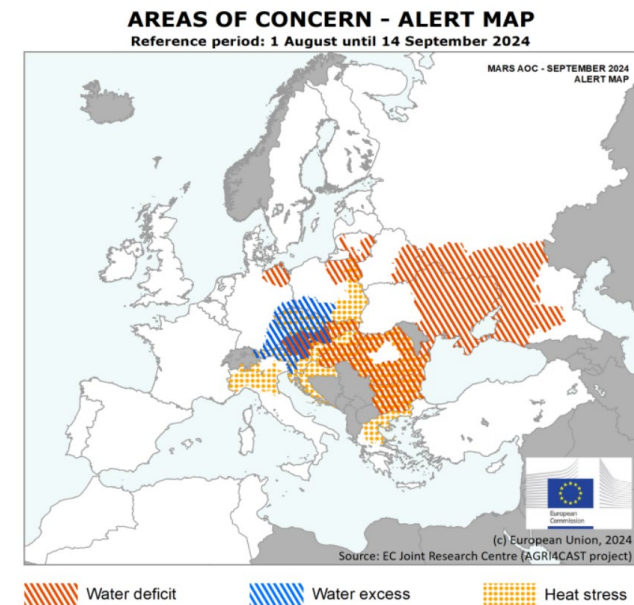 AREAS OF CONCERN - ALERT MAP
Reference period: 1 August until 14 September 2024
MARS AOC - SEPTEMBER 2024
ALERT MAP
European
Commission
(c) European Union, 2024
Source: EC Joint Research Centre (AGRI4CAST project)
Water deficit
Water excess
Heat stress